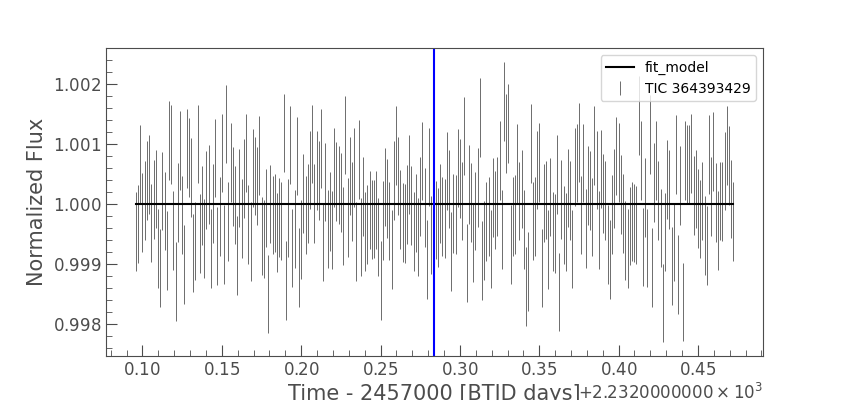 fit_model
TIC 364393429
Normalized Flux
1.002
1.001
1.000
0.999
0.998
0.10 0.15 0.20 0.25 0.30 0.35 0.40 0.45
Time - 2457000 [BTJD days]
+2.2320000000 × 10³